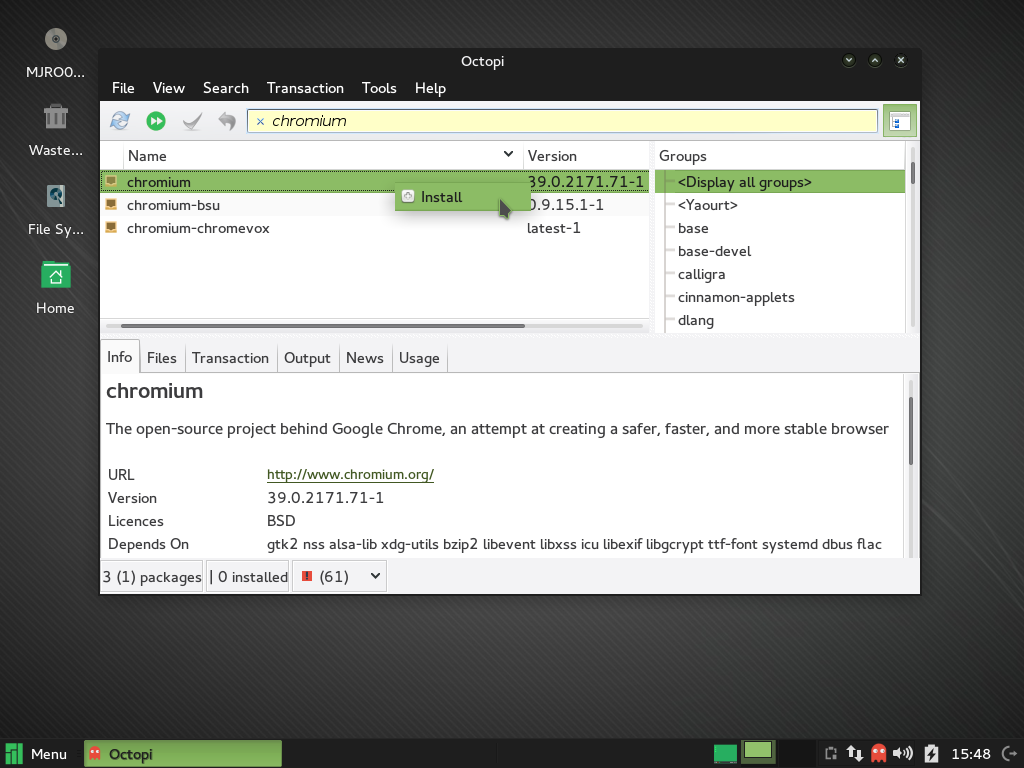 MJRO0...
Waste...
File Sy...
Home
Octopi
File View Search Transaction Tools Help
chromium
Name Version Groups
chromium 39.0.2171.71-1 <Display all groups>
Install
chromium-bsu 0.9.15.1-1 <Yaourt>
chromium-chromevox latest-1 base
base-devel
calligra
cinnamon-applets
dlang
Info Files Transaction Output News Usage
chromium
The open-source project behind Google Chrome, an attempt at creating a safer, faster, and more stable browser
URL http://www.chromium.org/
Version 39.0.2171.71-1
Licences BSD
Depends On gtk2 nss alsa-lib xdg-utils bzip2 libevent libxss icu libexif libgcrypt ttf-font systemd dbus flac
3 (1) packages | 0 installed (61)
Menu Octopi 15:48